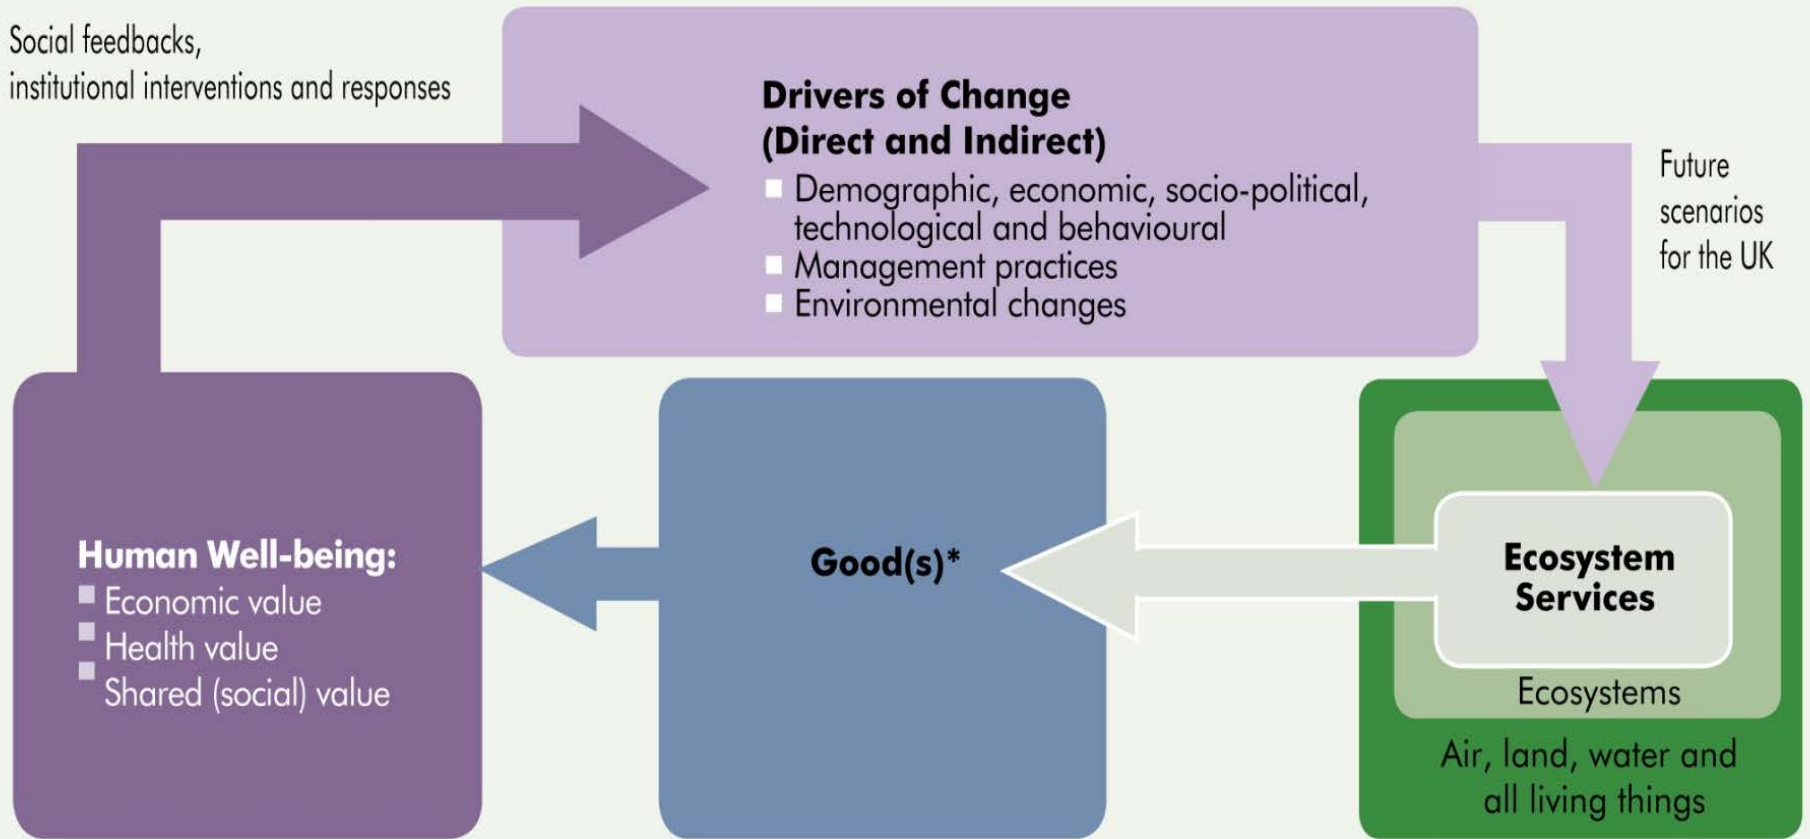 Social feedbacks,
institutional interventions and responses
Drivers of Change
(Direct and Indirect)
Demographic, economic, socio-political,
technological and behavioural
Management practices
Environmental changes
Future
scenarios
for the UK
Human Well-being:
Economic value
Health value
Shared (social) value
Good(s)*
Ecosystem
Services
Ecosystems
Air, land, water and
all living things